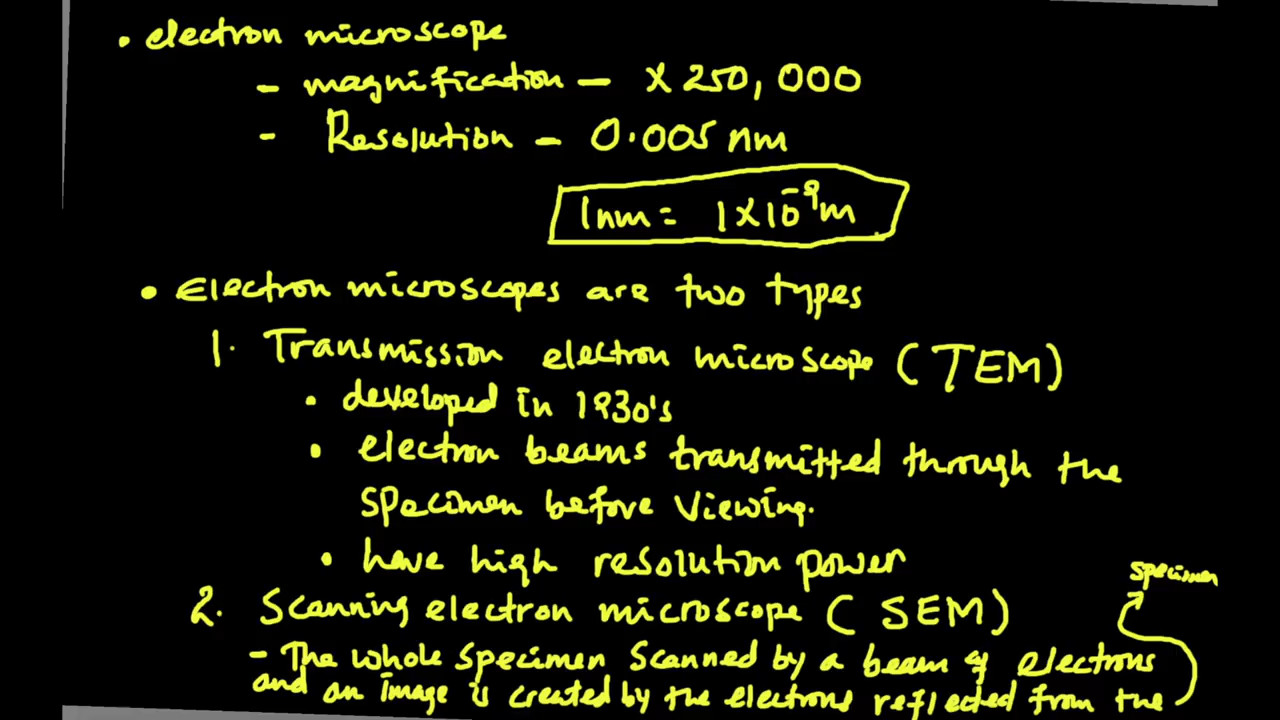 • electron microscope
- magnification - X 250,000
- Resolution - 0.005 nm
1nm = 1X10⁻⁹m
• Electron microscopes are two types
1. Transmission electron microscope (TEM)
• developed in 1930's
• electron beams transmitted through the
specimen before viewing.
• have high resolution power
2. Scanning electron microscope (SEM)
- The whole specimen scanned by a beam of electrons
and an image is created by the electrons reflected from the
specimen